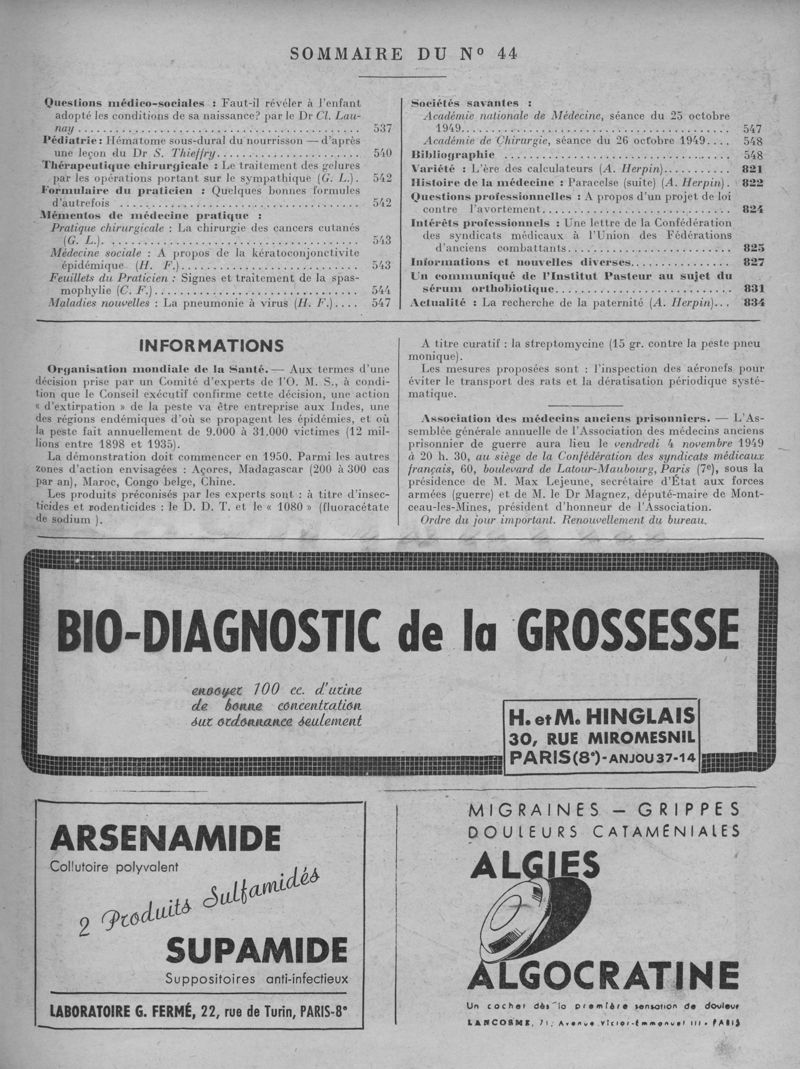 SOMMAIRE DU Nº 44
Questions médico-sociales : Faut-il révéler à l'enfant
adopté les conditions de sa naissance? par le Dr Cl. Lau-
nay ........ 537
Pédiatrie : Hématome sous-dural du nourrisson — d'après
une leçon du Dr S. Thieffry ........ 540
Thérapeutique chirurgicale : Le traitement des gelures
par les opérations portant sur le sympathique (G. L.). 542
Formulaire du praticien : Quelques bonnes formules
d'autrefois ........ 542
Mémentos de médecine pratique :
Pratique chirurgicale : La chirurgie des cancers cutanés
(G. L.). ........ 543
Médecine sociale : A propos de la kératoconjonctivite
épidémique (H. F.) ........ 543
Feuillets du Praticien : Signes et traitement de la spas-
mophylie (C. F.) ........ 544
Maladies nouvelles : La pneumonie à virus (H. F.) .... 547
Sociétés savantes :
Académie nationale de Médecine, séance du 25 octobre
1949 ........ 547
Académie de Chirurgie, séance du 26 octobre 1949 .... 548
Bibliographie ........ 548
Variété : L'ère des calculateurs (A. Herpin) ........ 821
Histoire de la médecine : Paracelse (suite) (A. Herpin) . 822
Questions professionnelles : A propos d'un projet de loi
contre l'avortement ........ 824
Intérêts professionnels : Une lettre de la Confédération
des syndicats médicaux à l'Union des Fédérations
d'anciens combattants ........ 825
Informations et nouvelles diverses ........ 827
Un communiqué de l'Institut Pasteur au sujet du
sérum orthobiotique ........ 831
Actualité : La recherche de la paternité (A. Herpin) ... 834
INFORMATIONS
Organisation mondiale de la Santé. — Aux termes d'une
décision prise par un Comité d'experts de l'O. M. S., à condi-
tion que le Conseil exécutif confirme cette décision, une action
« d'extirpation » de la peste va être entreprise aux Indes, une
des régions endémiques d'où se propagent les épidémies, et où
la peste fait annuellement de 9.000 à 31.000 victimes (12 mil-
lions entre 1898 et 1935).
La démonstration doit commencer en 1950. Parmi les autres
zones d'action envisagées : Açores, Madagascar (200 à 300 cas
par an), Maroc, Congo belge, Chine.
Les produits préconisés par les experts sont : à titre d'insec-
ticides et rodenticides : le D. D. T. et le « 1080 » (fluoracétate
de sodium ).
A titre curatif : la streptomycine (15 gr. contre la peste pneu
monique).
Les mesures proposées sont : l'inspection des aéronefs pour
éviter le transport des rats et la dératisation périodique systé-
matique.
Association des médecins anciens prisonniers. — L'As-
semblée générale annuelle de l'Association des médecins anciens
prisonnier de guerre aura lieu le vendredi 4 novembre 1949
à 20 h. 30, au siège de la Confédération des syndicats médicaux
français, 60, boulevard de Latour-Maubourg, Paris (7e), sous la
présidence de M. Max Lejeune, secrétaire d'État aux forces
armées (guerre) et de M. le Dr Magnez, député-maire de Mont-
ceau-les-Mines, président d'honneur de l'Association.
Ordre du jour important. Renouvellement du bureau.
BIO-DIAGNOSTIC de la GROSSESSE
envoyer 100 cc. d'urine
de bonne concentration
sur ordonnance seulement
H. et M. HINGLAIS
30, RUE MIROMESNIL
PARIS (8e) - ANJOU 37-14
ARSENAMIDE
Collutoire polyvalent
2 Produits Sulfamidés
SUPAMIDE
Suppositoires anti-infectieux
LABORATOIRE G. FERMÉ, 22, rue de Turin, PARIS-8e
MIGRAINES — GRIPPES
DOULEURS CATAMÉNIALES
ALGIES
ALGOCRATINE
Un cachet dès la première sensation de douleur
LANCOSME, 71, Avenue Victor-Emmanuel III - PARIS